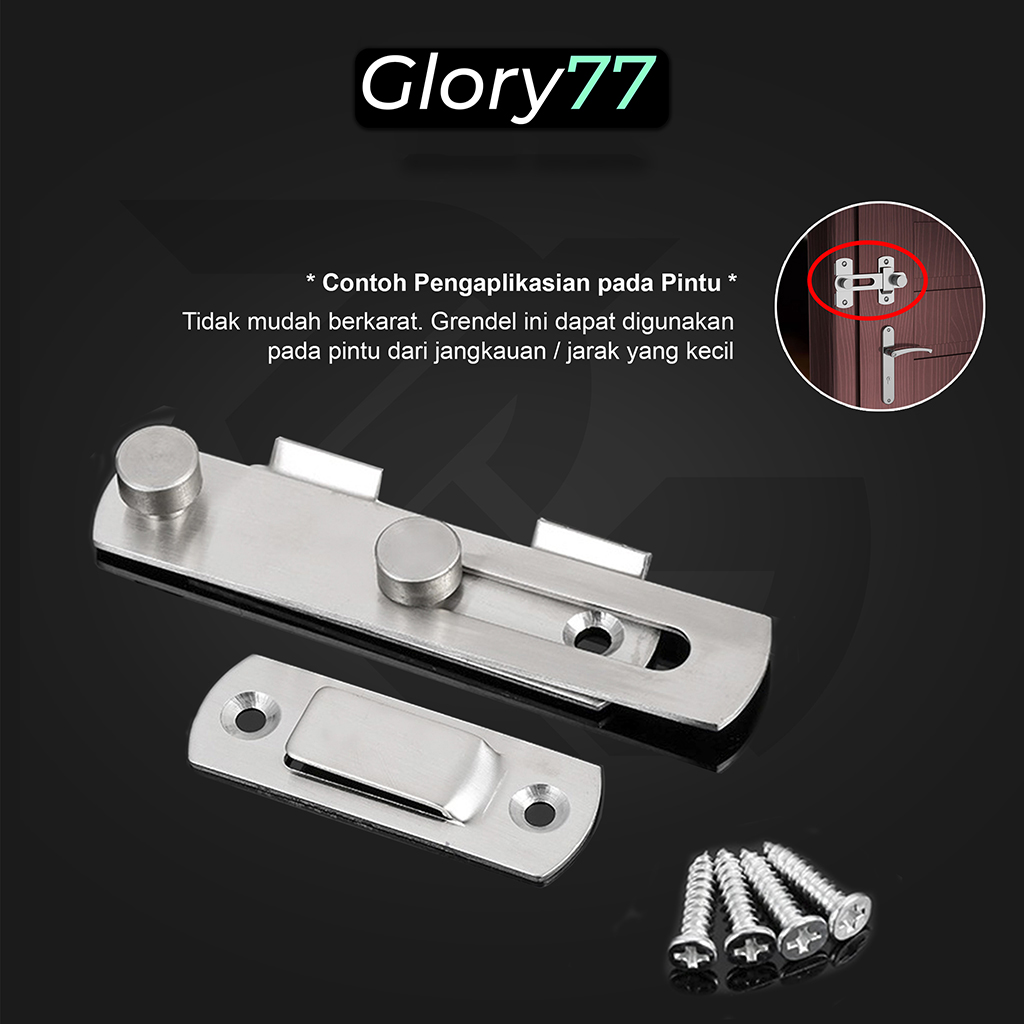 Glory77
* Contoh Pengaplikasian pada Pintu *
Tidak mudah berkarat. Grendel ini dapat digunakan
pada pintu dari jangkauan / jarak yang kecil